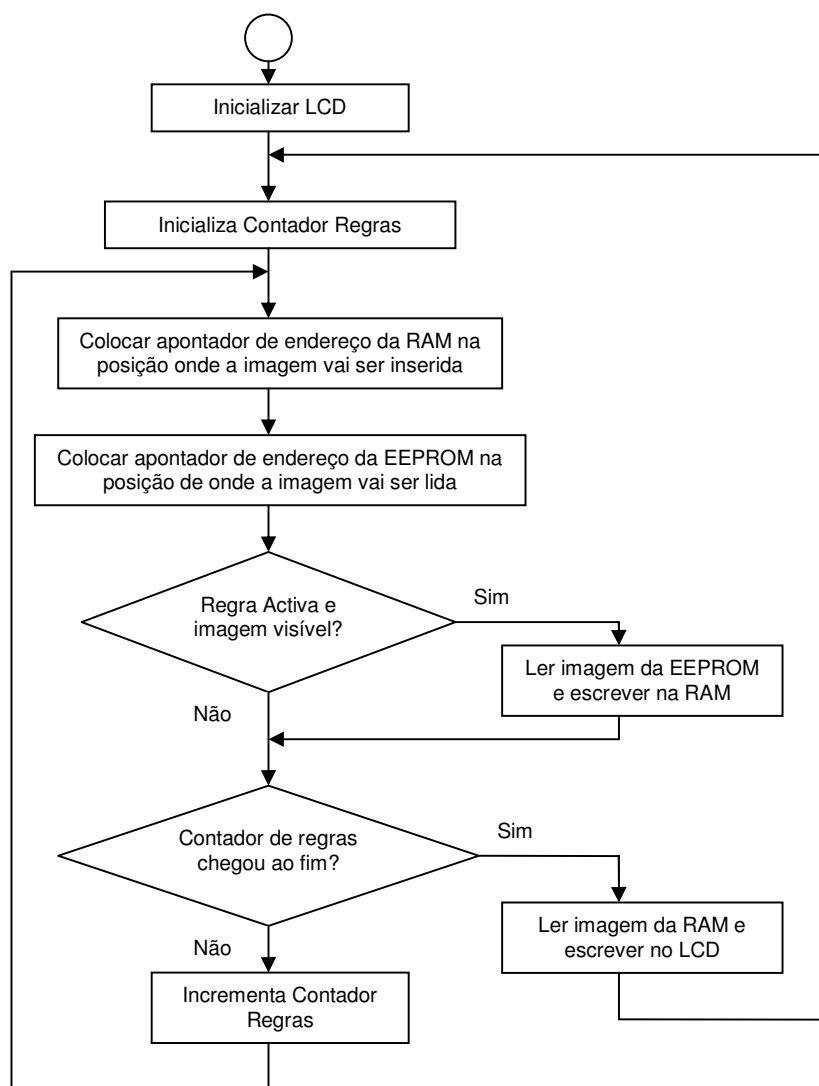 Inicializar LCD
Inicializa Contador Regras
Colocar apontador de endereço da RAM na
posição onde a imagem vai ser inserida
Colocar apontador de endereço da EEPROM na
posição de onde a imagem vai ser lida
Regra Activa e
imagem visível?
Sim
Ler imagem da EEPROM
e escrever na RAM
Não
Contador de regras
chegou ao fim?
Sim
Ler imagem da RAM e
escrever no LCD
Não
Incrementa Contador
Regras